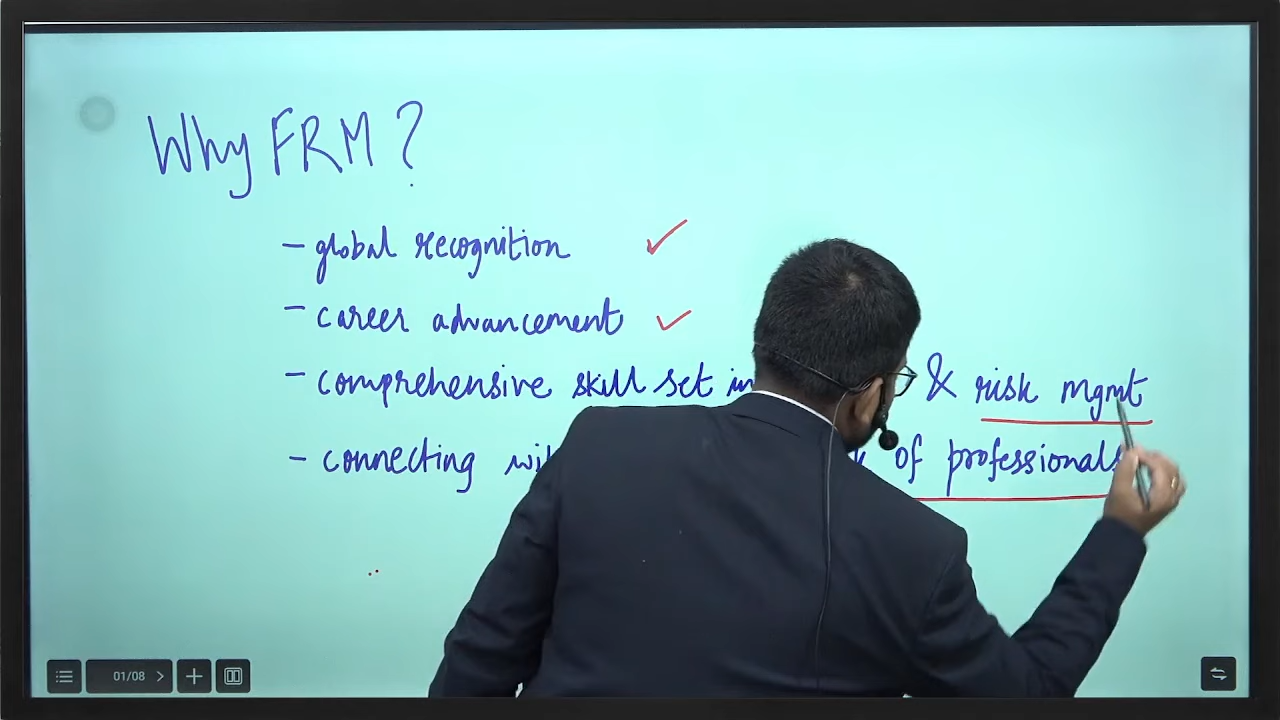 Why FRM?
- global recognition
- career advancement
- comprehensive skill set in & risk mgmt
- connecting of professionals
01/08